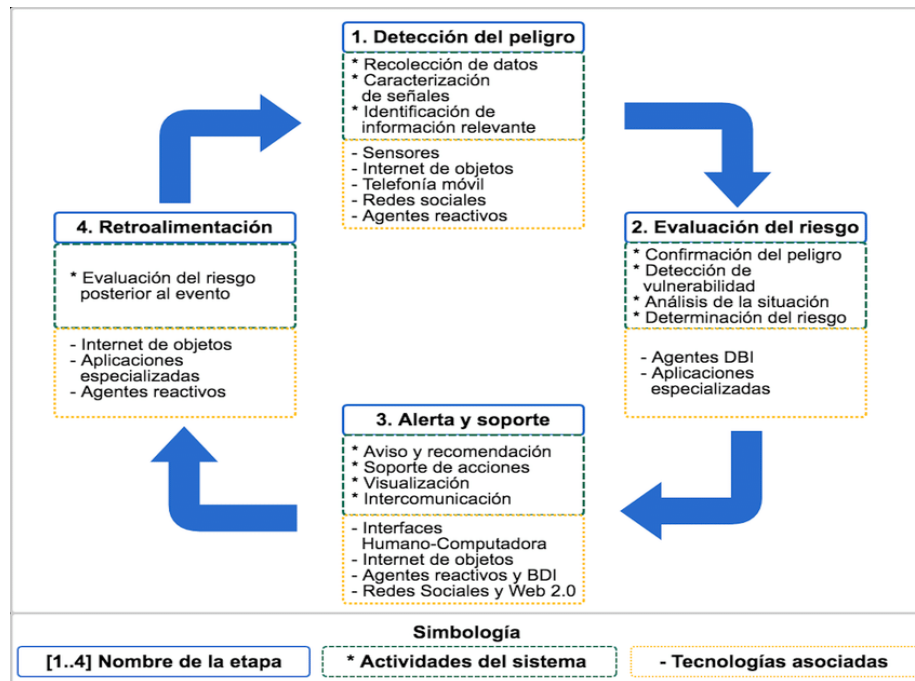 1. Detección del peligro
* Recolección de datos
* Caracterización
de señales
* Identificación de
información relevante
- Sensores
- Internet de objetos
- Telefonía móvil
- Redes sociales
- Agentes reactivos
2. Evaluación del riesgo
* Confirmación del peligro
* Detección de
vulnerabilidad
* Análisis de la situación
* Determinación del riesgo
- Agentes DBI
- Aplicaciones
especializadas
3. Alerta y soporte
* Aviso y recomendación
* Soporte de acciones
* Visualización
* Intercomunicación
- Interfaces
Humano-Computadora
- Internet de objetos
- Agentes reactivos y BDI
- Redes Sociales y Web 2.0
4. Retroalimentación
* Evaluación del riesgo
posterior al evento
- Internet de objetos
- Aplicaciones
especializadas
- Agentes reactivos
Simbología
[1..4] Nombre de la etapa
* Actividades del sistema
- Tecnologías asociadas